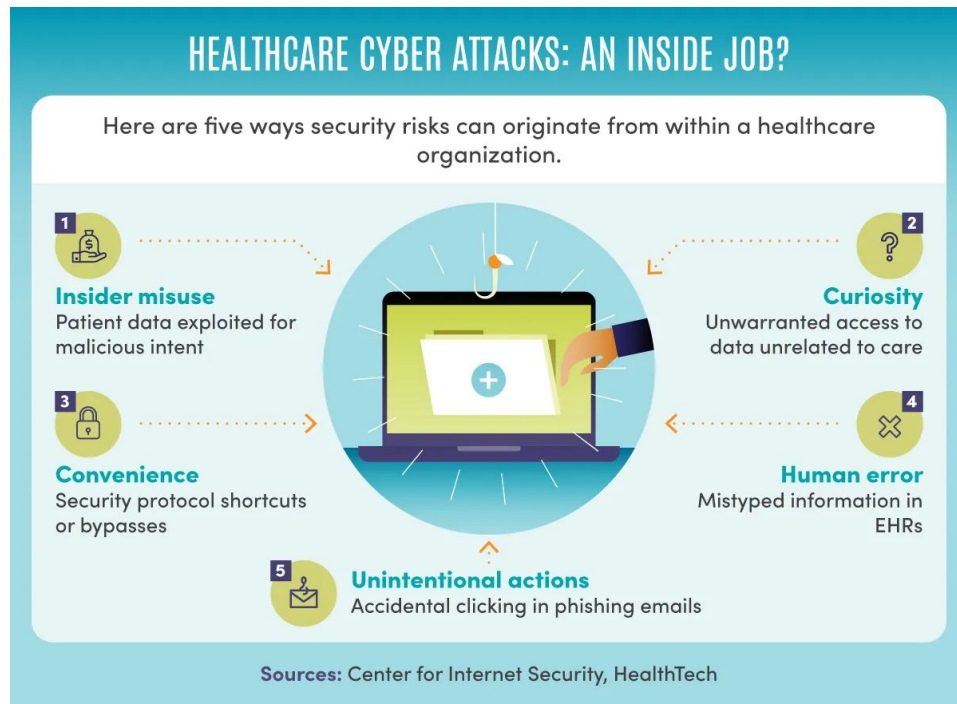 HEALTHCARE CYBER ATTACKS: AN INSIDE JOB?
Here are five ways security risks can originate from within a healthcare
organization.
1
Insider misuse
Patient data exploited for
malicious intent
2
Curiosity
Unwarranted access to
data unrelated to care
3
Convenience
Security protocol shortcuts
or bypasses
4
Human error
Mistyped information in
EHRs
5
Unintentional actions
Accidental clicking in phishing emails
Sources: Center for Internet Security, HealthTech